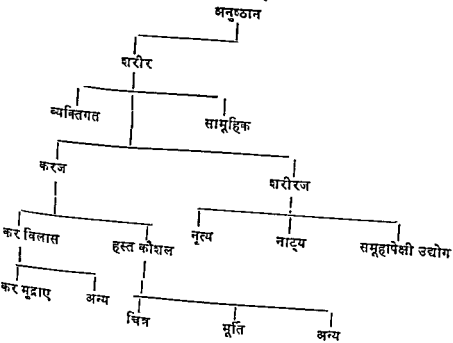 अनुष्ठान
शरीर
व्यक्तिगत
सामूहिक
करज
शरीरज
कर विलास
हस्त कौशल
नृत्य
नाट्य
समूहापेक्षी उद्योग
कर मुद्राए
अन्य
चित्र
मूर्ति
अन्य